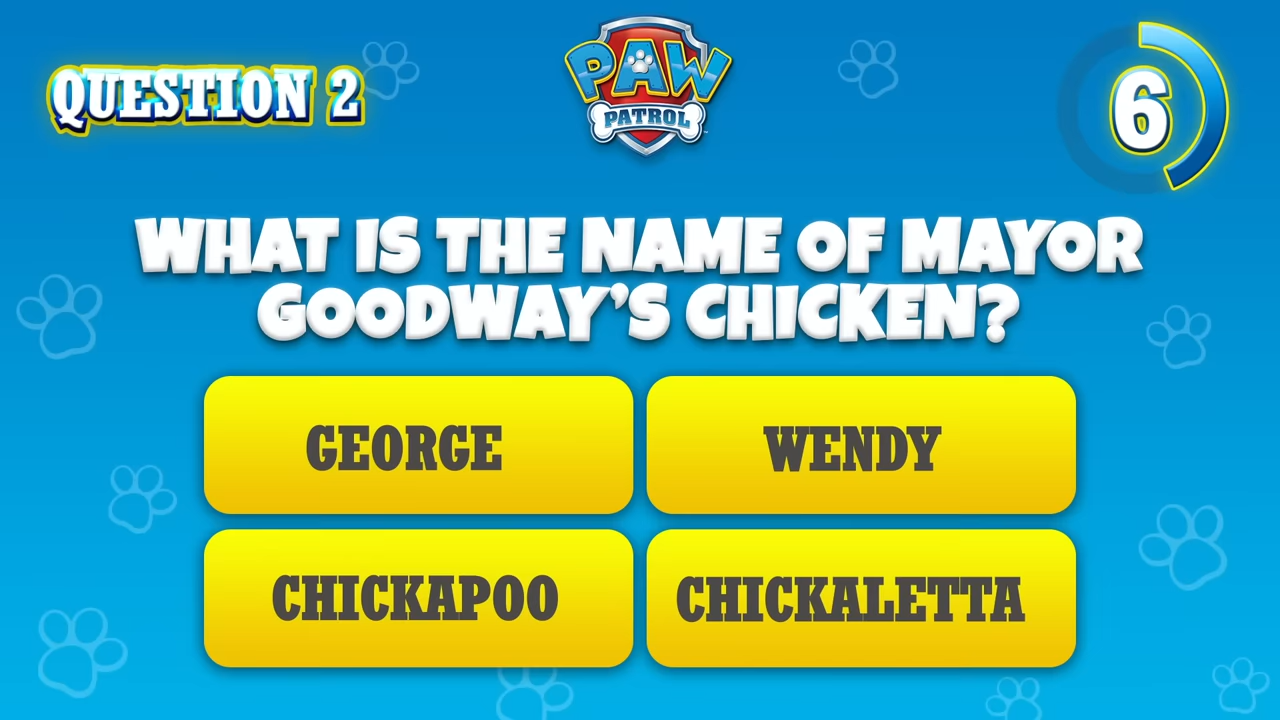 QUESTION 2
PAW
PATROL
6
WHAT IS THE NAME OF MAYOR
GOODWAY'S CHICKEN?
GEORGE
WENDY
CHICKAPOO
CHICKALETTA